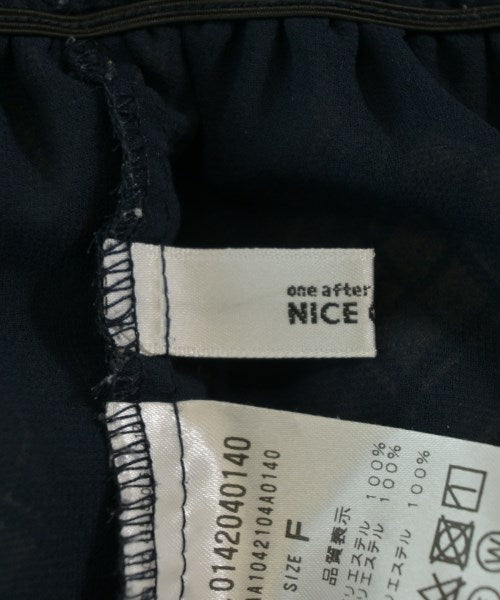 one after
NICE
0142040140
A1042104A0140
SIZE F
品質表示
リエステル 100%
リエステル 100%
エステル 100%